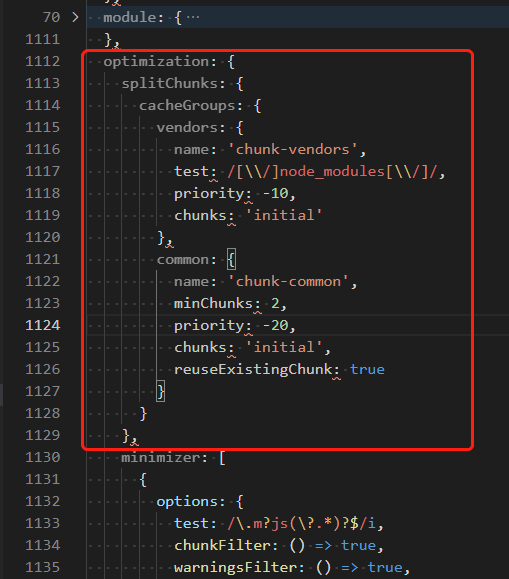 70 module: {…
1111 },
1112 optimization: {
1113 splitChunks: {
1114 cacheGroups: {
1115 vendors: {
1116 name: 'chunk-vendors',
1117 test: /[\\/]node_modules[\\/]/,
1118 priority: -10,
1119 chunks: 'initial'
1120 },
1121 common: {
1122 name: 'chunk-common',
1123 minChunks: 2,
1124 priority: -20,
1125 chunks: 'initial',
1126 reuseExistingChunk: true
1127 }
1128 }
1129 },
1130 minimizer: [
1131 {
1132 options: {
1133 test: /\.m?js(\?.*)?$/i,
1134 chunkFilter: () => true,
1135 warningsFilter: () => true,